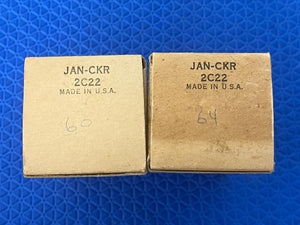 JAN-CKR
2C22
MADE IN U.S.A.
60
JAN-CKR
2C22
MADE IN U.S.A.
64